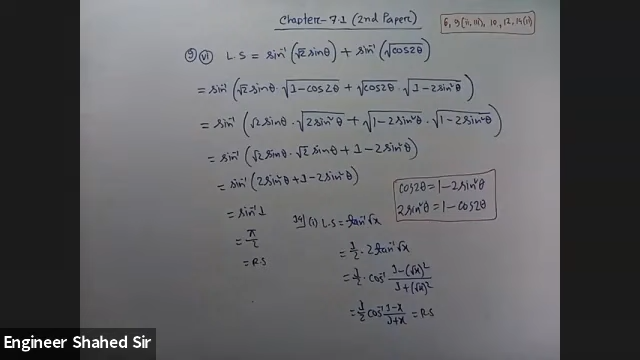 Chapter-7.1 (2nd Paper)
6, 9(ii, iii), 10, 12, 14(i)
9) vi) L.S = sin⁻¹(√2 sinθ) + sin⁻¹(√cos2θ)
= sin⁻¹(√2 sinθ · √1-cos2θ + √cos2θ · √1-2sin²θ)
= sin⁻¹(√2 sinθ · √2sin²θ + √1-2sin²θ · √1-2sin²θ)
= sin⁻¹(√2 sinθ · √2 sinθ + 1-2sin²θ)
= sin⁻¹(2sin²θ + 1-2sin²θ)
= sin⁻¹1
= π/2
= R.S
cos2θ = 1-2sin²θ
2sin²θ = 1-cos2θ
14) (i) L.S = tan⁻¹√x
= 1/2 · 2tan⁻¹√x
= 1/2 · cos⁻¹ 1-(√x)²/1+(√x)²
= 1/2 cos⁻¹ 1-x/1+x = R.S
Engineer Shahed Sir